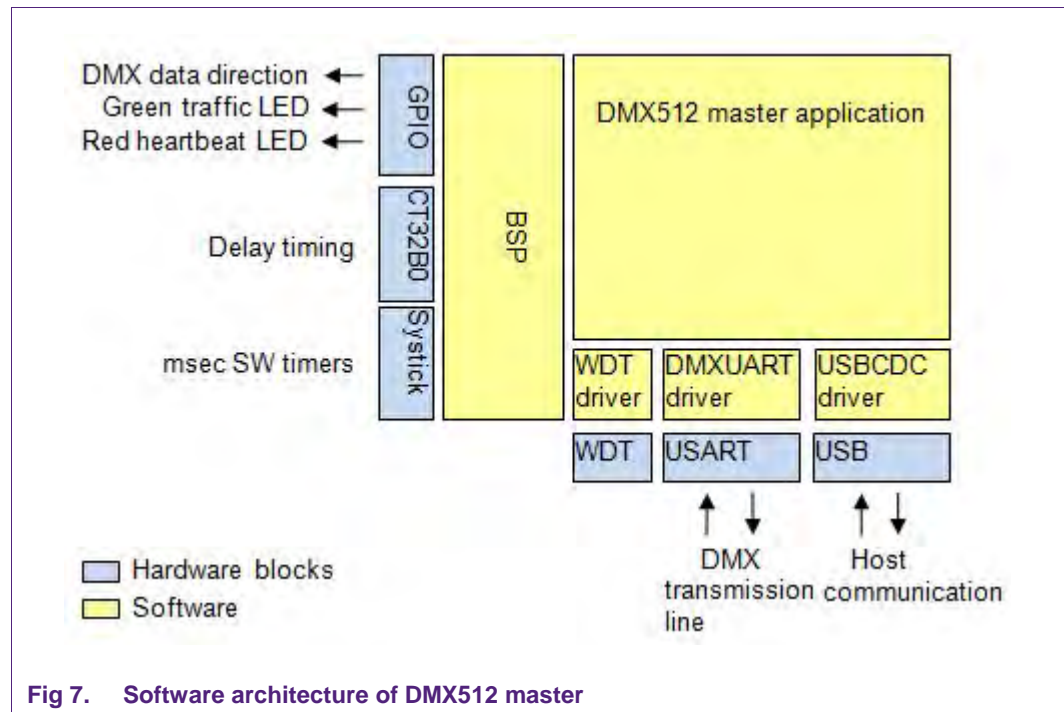 DMX data direction
Green traffic LED
Red heartbeat LED
GPIO
Delay timing
CT32B0
msec SW timers
Systick
BSP
DMX512 master application
WDT
driver
DMXUART
driver
USBCDC
driver
WDT
USART
USB
DMX
transmission
line
Host
communication
Hardware blocks
Software
Fig 7. Software architecture of DMX512 master